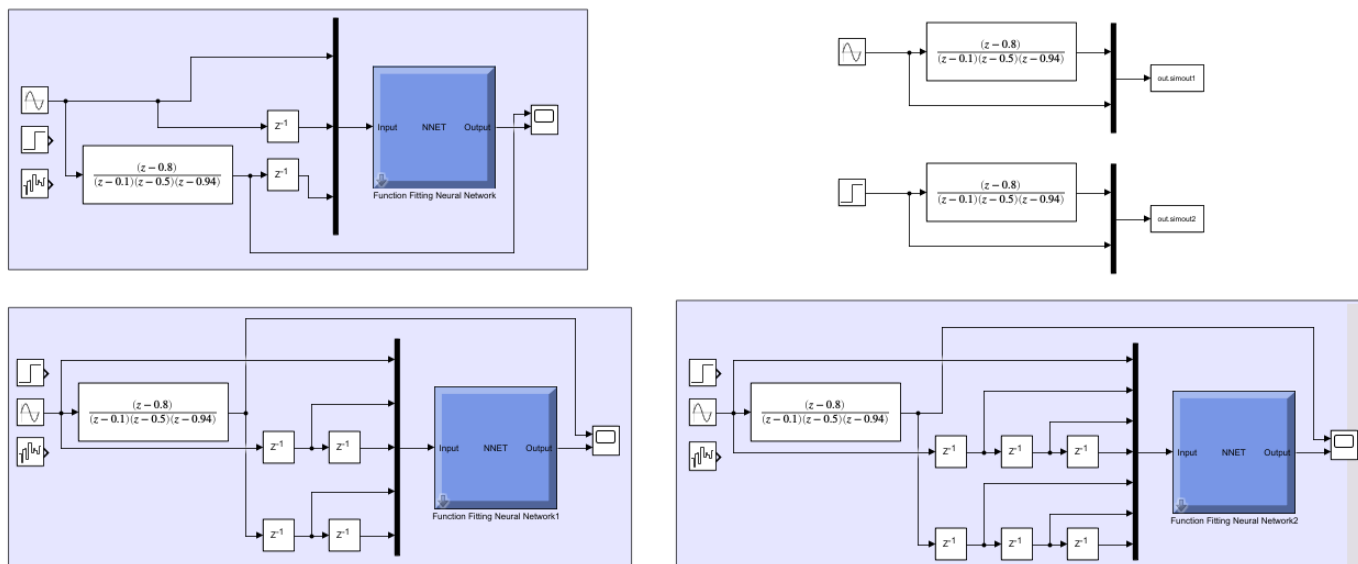 (z − 0.8)
(z − 0.1)(z − 0.5)(z − 0.94)
Z-1
Z-1
Input NNET Output
Function Fitting Neural Network
(z − 0.8)
(z − 0.1)(z − 0.5)(z − 0.94)
out.simout1
(z − 0.8)
(z − 0.1)(z − 0.5)(z − 0.94)
out.simout2
(z − 0.8)
(z − 0.1)(z − 0.5)(z − 0.94)
Z-1 Z-1
Input NNET Output
Function Fitting Neural Network1
Z-1 Z-1
(z − 0.8)
(z − 0.1)(z − 0.5)(z − 0.94)
Z-1 Z-1 Z-1
Input NNET Output
Function Fitting Neural Network2
Z-1 Z-1 Z-1